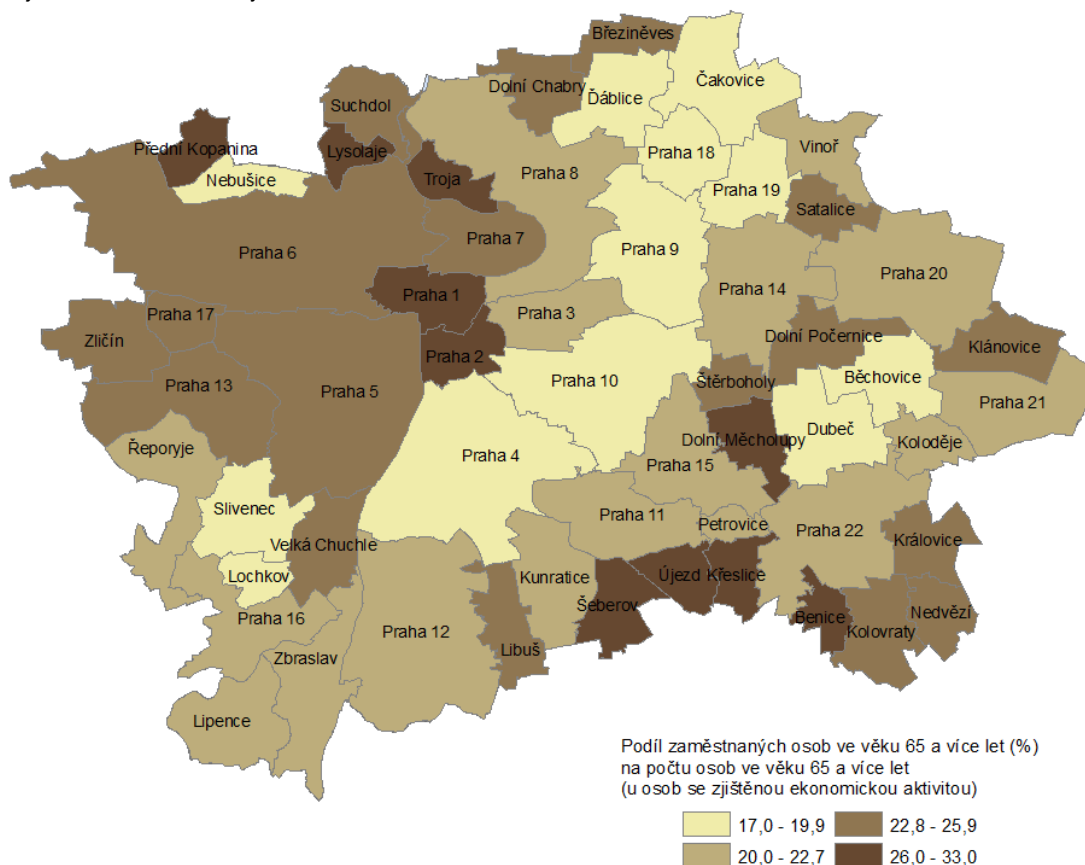 Březiněves
Čakovice
Dolní Chabry
Ďáblice
Suchdol
Přední Kopanina
Lysolaje
Praha 18
Vinoř
Nebušice
Troja
Praha 8
Praha 19
Satalice
Praha 7
Praha 6
Praha 9
Praha 20
Praha 1
Praha 14
Praha 17
Praha 3
Zličín
Dolní Počernice
Klánovice
Praha 2
Praha 13
Praha 5
Praha 10
Štěrboholy
Běchovice
Praha 21
Řeporyje
Dubeč
Dolní Měcholupy
Koloděje
Praha 4
Praha 15
Slivenec
Praha 11
Petrovice
Praha 22
Velká Chuchle
Královice
Lochkov
Kunratice
Újezd
Křeslice
Šeberov
Praha 16
Benice
Nedvězí
Praha 12
Kolovraty
Libuš
Zbraslav
Lipence
Podíl zaměstnaných osob ve věku 65 a více let (%)
na počtu osob ve věku 65 a více let
(u osob se zjištěnou ekonomickou aktivitou)
17,0 - 19,9
22,8 - 25,9
20,0 - 22,7
26,0 - 33,0